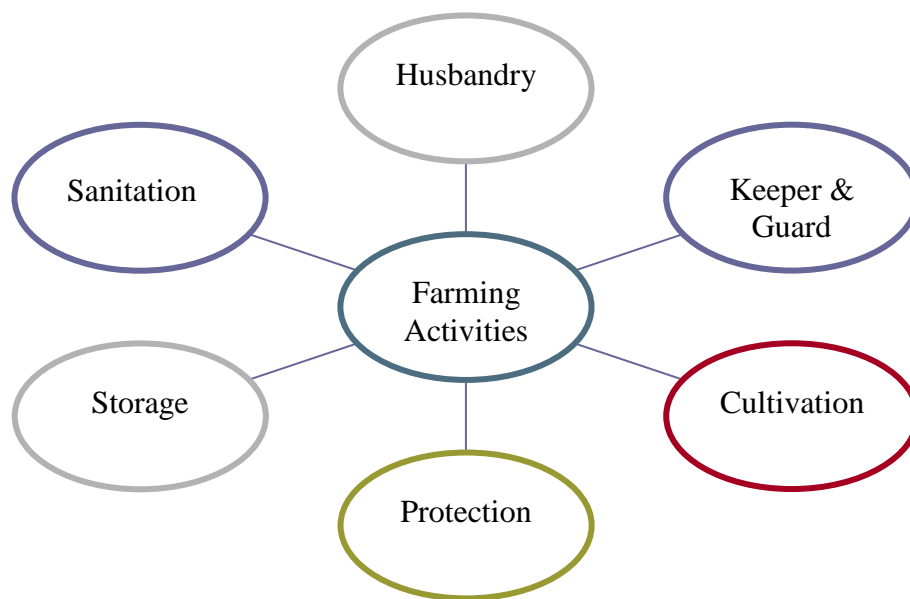 Husbandry
Sanitation
Keeper &
Guard
Farming
Activities
Storage
Cultivation
Protection